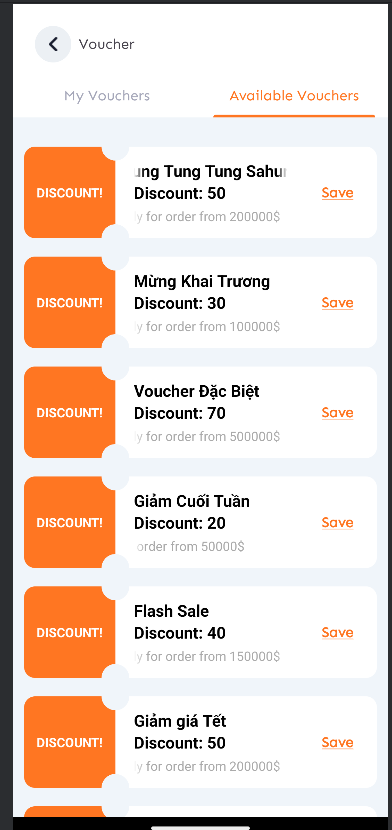 Voucher
My Vouchers
Available Vouchers
DISCOUNT!
Tung Tung
Discount: 50
for order from 200000$
Save
DISCOUNT!
Mừng Khai Trương
Discount: 30
for order from 100000$
Save
DISCOUNT!
Voucher Đặc Biệt
Discount: 70
for order from 500000$
Save
DISCOUNT!
Giảm Cuối Tuần
Discount: 20
order from 50000$
Save
DISCOUNT!
Flash Sale
Discount: 40
for order from 150000$
Save
DISCOUNT!
Giảm giá Tết
Discount: 50
for order from 200000$
Save